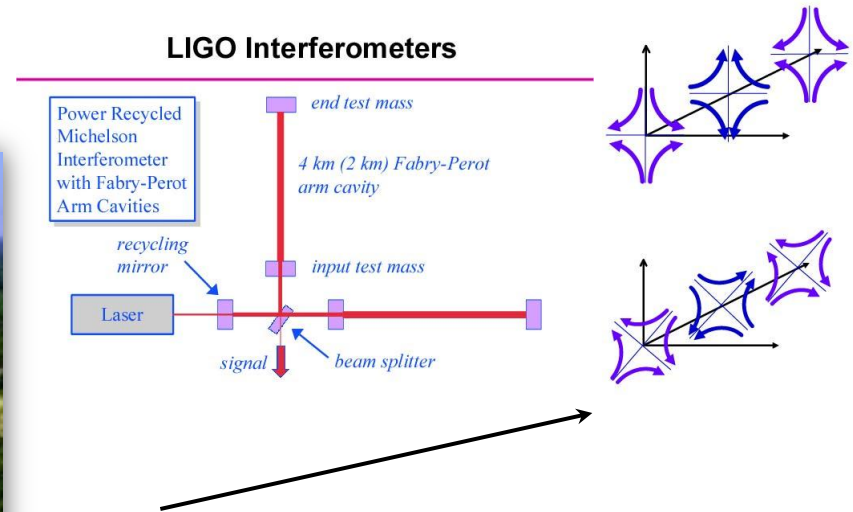 LIGO Interferometers
Power Recycled
Michelson
Interferometer
with Fabry-Perot
Arm Cavities
end test mass
4 km (2 km) Fabry-Perot
arm cavity
recycling
mirror
input test mass
Laser
signal
beam splitter